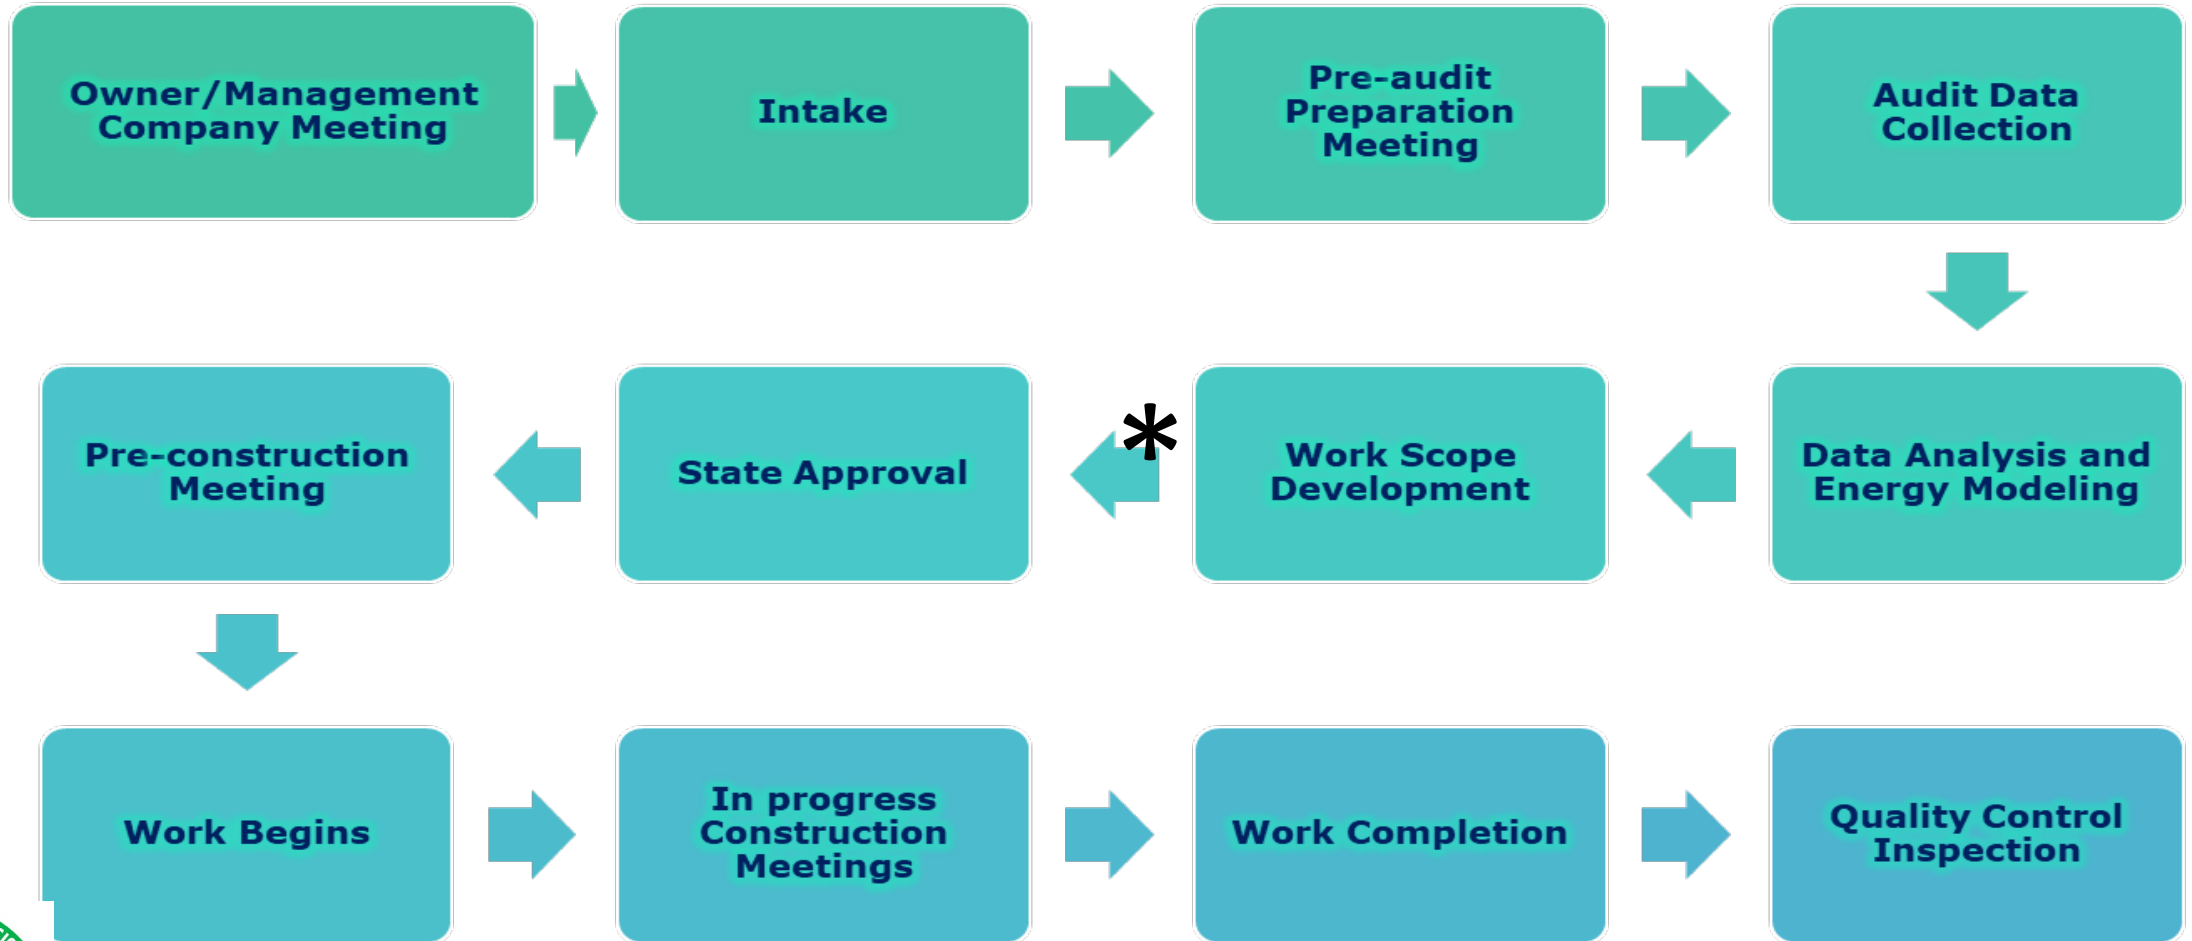 Owner/Management
Company Meeting
Intake
Pre-audit
Preparation
Meeting
Audit Data
Collection
Pre-construction
Meeting
State Approval
*
Work Scope
Development
Data Analysis and
Energy Modeling
Work Begins
In progress
Construction
Meetings
Work Completion
Quality Control
Inspection